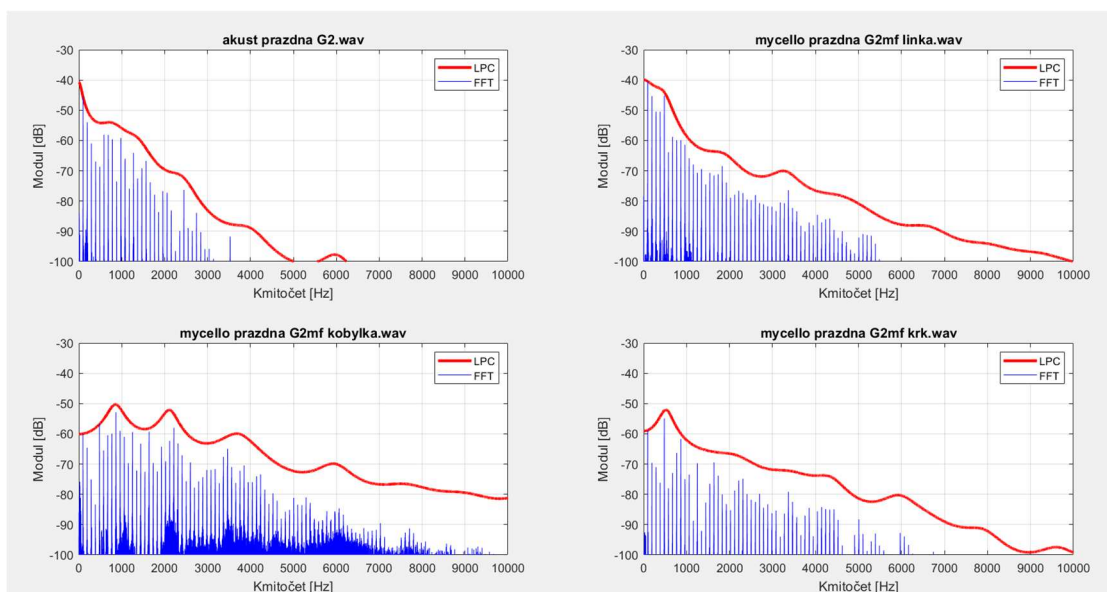 akust prazdna G2.wav
-30
-40
-50
-60
-70
-80
-90
-100
Modul [dB]
LPC
FFT
0 1000 2000 3000 4000 5000 6000 7000 8000 9000 10000
Kmitočet [Hz]
mycello prazdna G2mf linka.wav
-30
-40
-50
-60
-70
-80
-90
-100
Modul [dB]
LPC
FFT
0 1000 2000 3000 4000 5000 6000 7000 8000 9000 10000
Kmitočet [Hz]
mycello prazdna G2mf kobylka.wav
-30
-40
-50
-60
-70
-80
-90
-100
Modul [dB]
LPC
FFT
0 1000 2000 3000 4000 5000 6000 7000 8000 9000 10000
Kmitočet [Hz]
mycello prazdna G2mf krk.wav
-30
-40
-50
-60
-70
-80
-90
-100
Modul [dB]
LPC
FFT
0 1000 2000 3000 4000 5000 6000 7000 8000 9000 10000
Kmitočet [Hz]